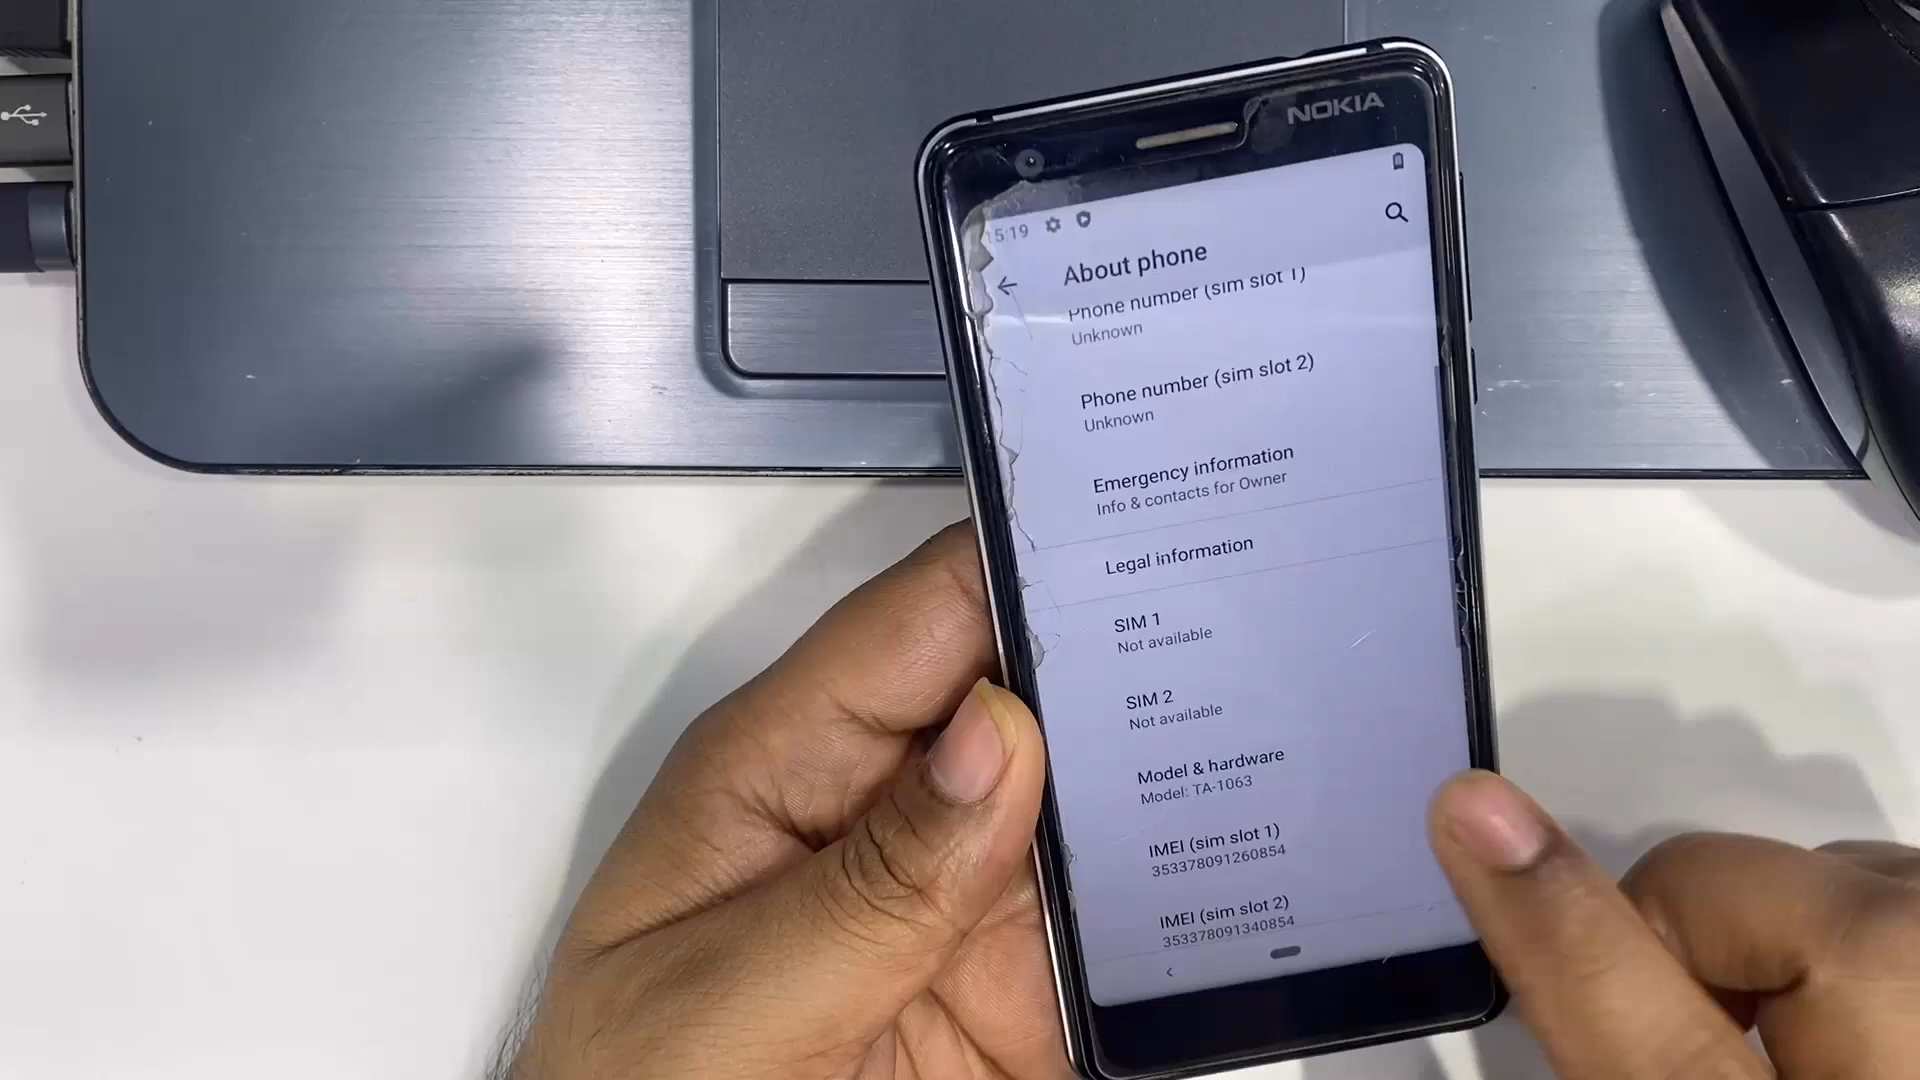 NOKIA
15:19
About phone
Phone number (sim slot 1)
Unknown
Phone number (sim slot 2)
Unknown
Emergency information
Info & contacts for Owner
Legal information
SIM 1
Not available
SIM 2
Not available
Model & hardware
Model: TA-1063
IMEI (sim slot 1)
353378091260854
IMEI (sim slot 2)
353378091340854